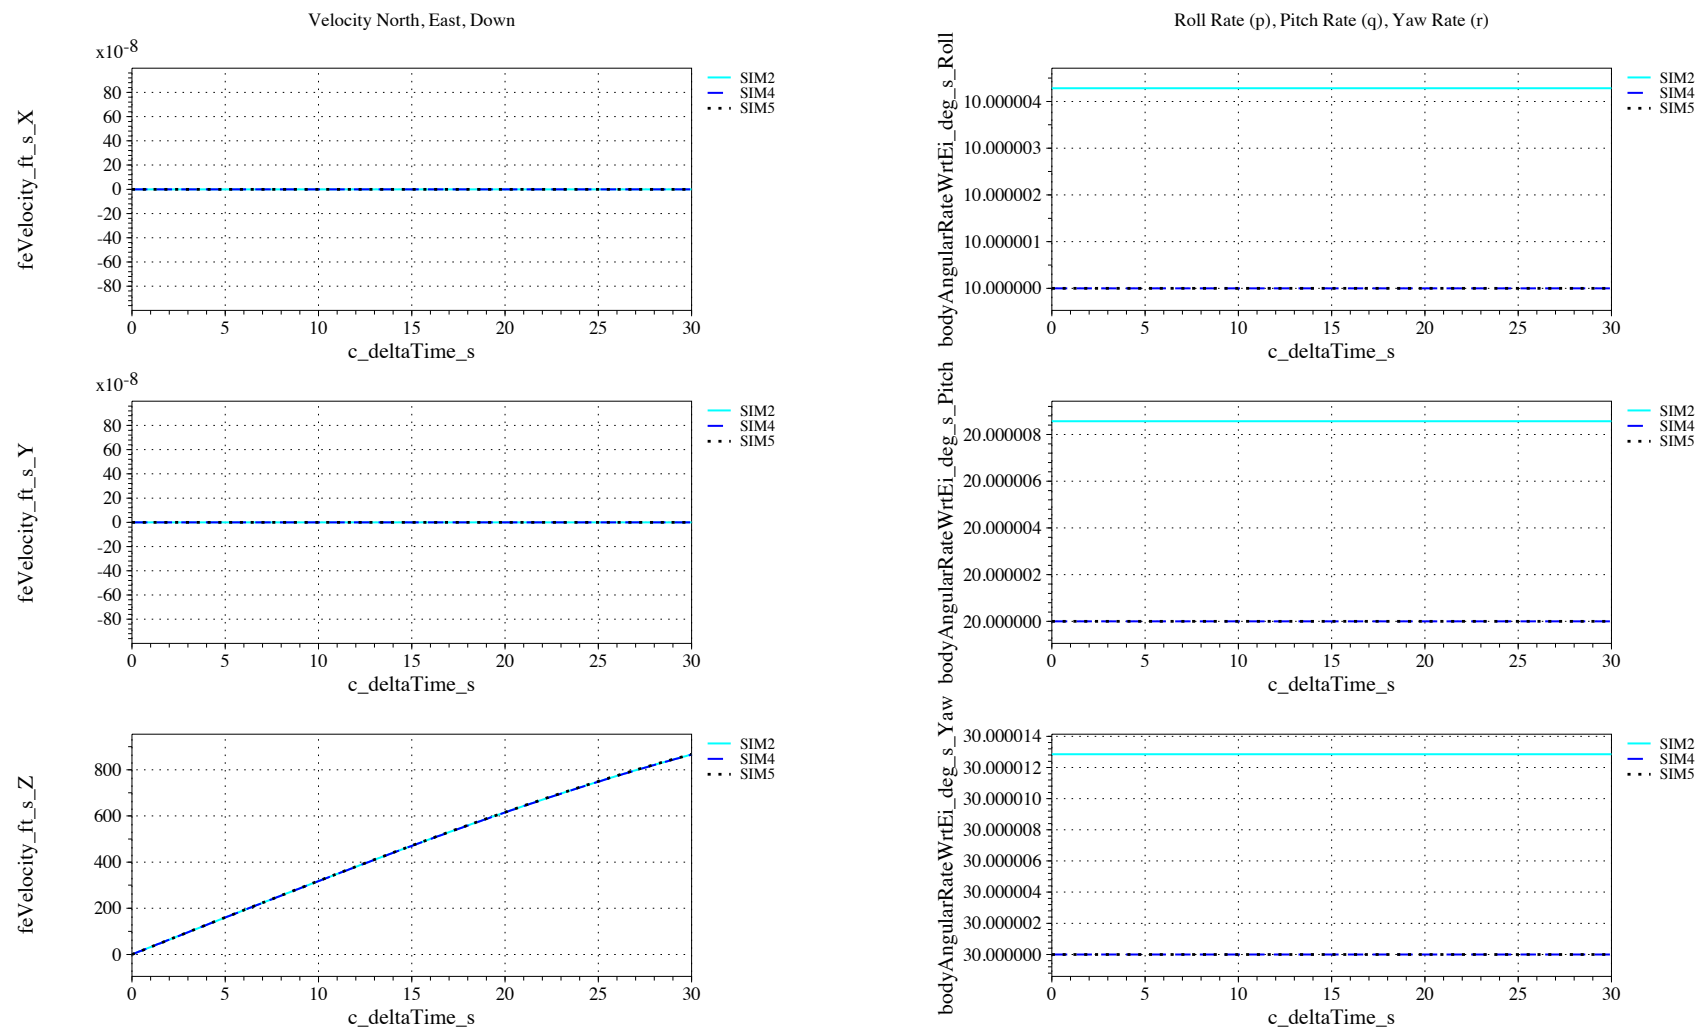 Velocity North, East, Down
x10-8
feVelocity_ft_s_X
80
60
40
20
0
-20
-40
-60
-80
0 5 10 15 20 25 30
c_deltaTime_s
SIM2
SIM4
SIM5
x10-8
feVelocity_ft_s_Y
80
60
40
20
0
-20
-40
-60
-80
0 5 10 15 20 25 30
c_deltaTime_s
SIM2
SIM4
SIM5
feVelocity_ft_s_Z
800
600
400
200
0
0 5 10 15 20 25 30
c_deltaTime_s
SIM2
SIM4
SIM5
Roll Rate (p), Pitch Rate (q), Yaw Rate (r)
bodyAngularRateWrtEi_deg_s_Roll
10.000004
10.000003
10.000002
10.000001
10.000000
0 5 10 15 20 25 30
c_deltaTime_s
SIM2
SIM4
SIM5
bodyAngularRateWrtEi_deg_s_Pitch
20.000008
20.000006
20.000004
20.000002
20.000000
0 5 10 15 20 25 30
c_deltaTime_s
SIM2
SIM4
SIM5
bodyAngularRateWrtEi_deg_s_Yaw
30.000014
30.000012
30.000010
30.000008
30.000006
30.000004
30.000002
30.000000
0 5 10 15 20 25 30
c_deltaTime_s
SIM2
SIM4
SIM5